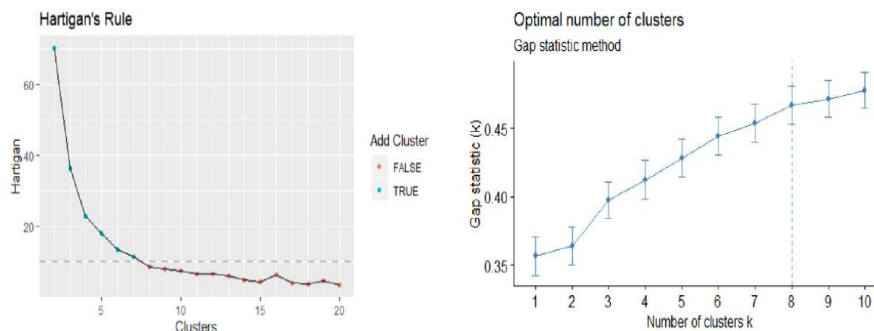 Hartigan's Rule
60
40
20
Hartigan
5
10
15
20
Clusters
Add Cluster
FALSE
TRUE
Optimal number of clusters
Gap statistic method
0.45
0.40
0.35
Gap statistic (k)
1 2 3 4 5 6 7 8 9 10
Number of clusters k